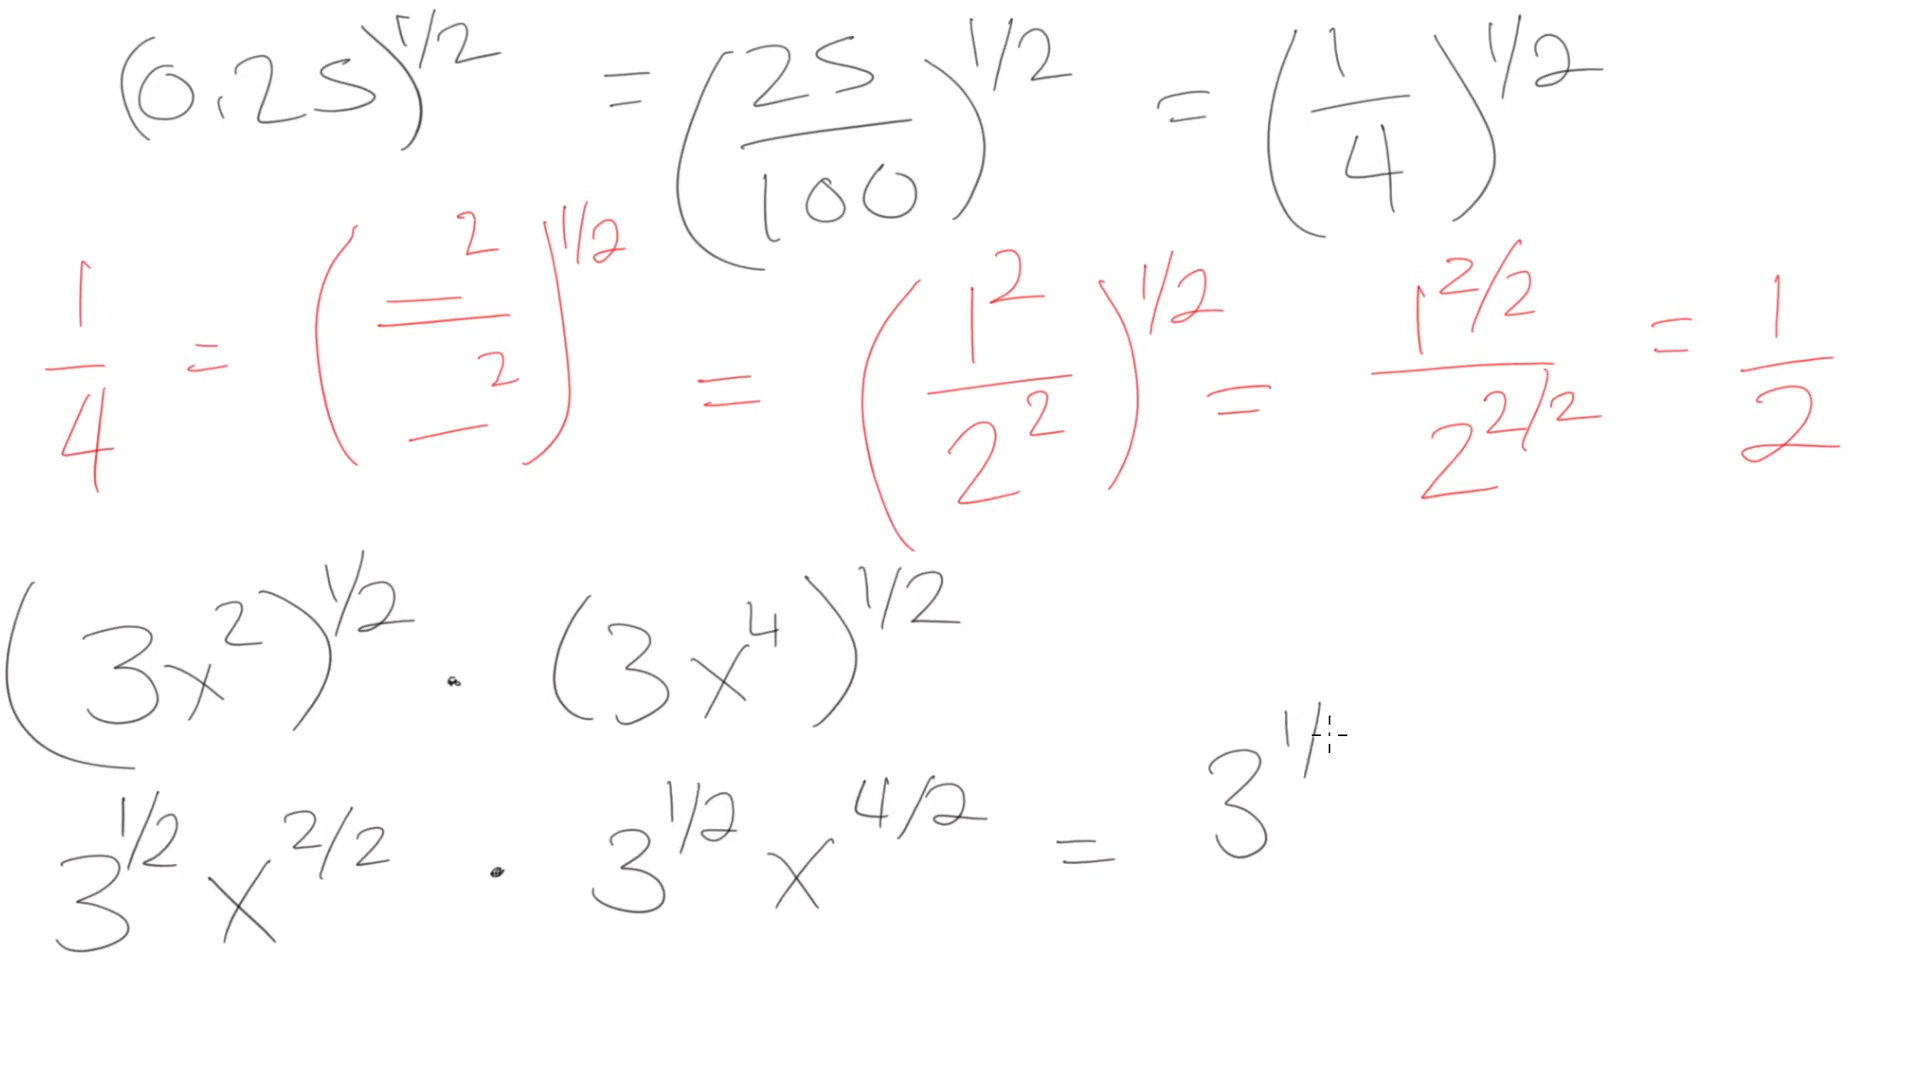 (0.25)^1/2 = (25/100)^1/2 = (1/4)^1/2
1/4 = (_^2/_^2)^1/2 = (1^2/2^2)^1/2 = 1^2/2 / 2^2/2 = 1/2
(3x^2)^1/2 · (3x^4)^1/2
3^1/2 x^2/2 · 3^1/2 x^4/2 = 3^1/